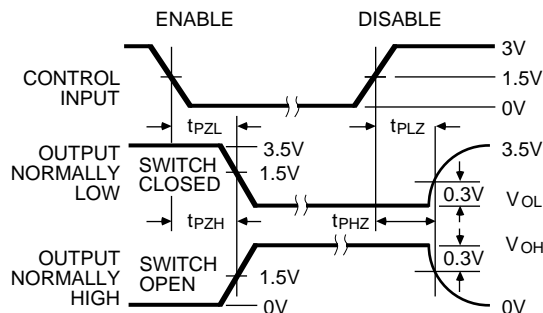 ENABLE DISABLE
3V
CONTROL INPUT
1.5V
0V
tPZL tPLZ
OUTPUT NORMALLY LOW
SWITCH CLOSED
3.5V
1.5V
3.5V
0.3V
VOL
tPZH tPHZ
VOH
OUTPUT NORMALLY HIGH
SWITCH OPEN
0.3V
1.5V
0V
0V